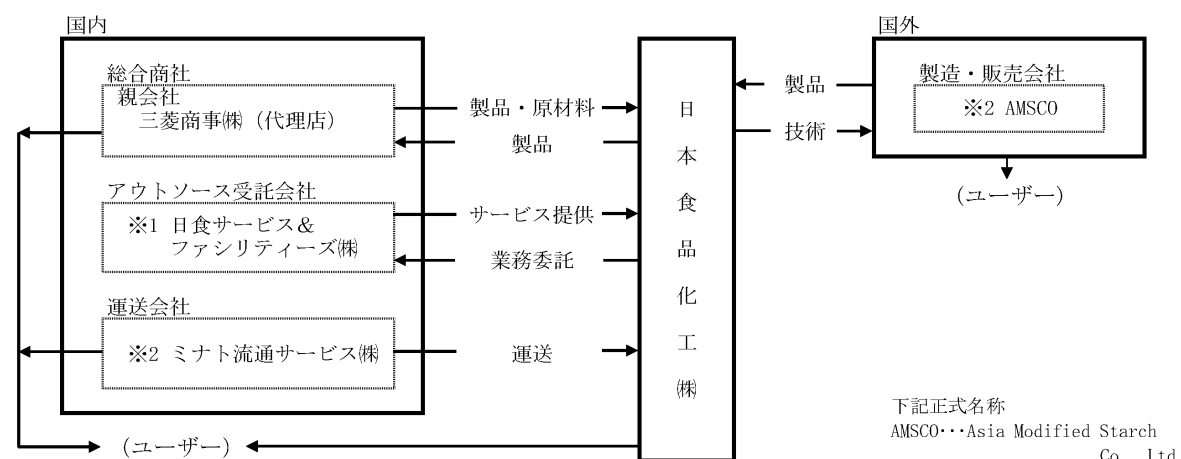 国内
総合商社
親会社
三菱商事㈱（代理店）
製品・原材料
製品
アウトソース受託会社
※1 日食サービス＆
ファシリティーズ㈱
サービス提供
業務委託
運送会社
※2 ミナト流通サービス㈱
運送
(ユーザー)
日本食品化工㈱
国外
製造・販売会社
※2 AMSCO
製品
技術
(ユーザー)
下記正式名称
AMSCO･･･Asia Modified Starch
Co., Ltd